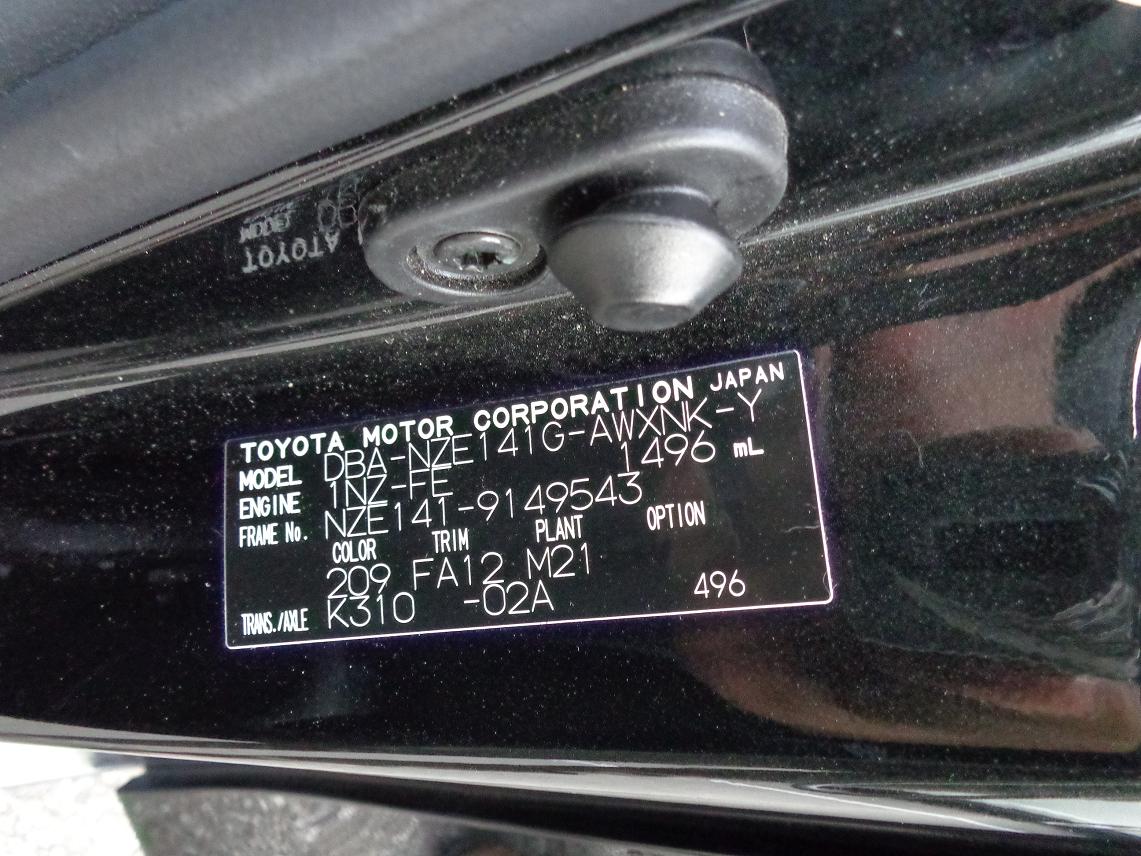 TOYOTA MOTOR CORPORATION JAPAN
MODEL DBA-NZE141G-AWXNK-Y
ENGINE 1NZ-FE 1496 mL
FRAME No. NZE141-9149543
COLOR TRIM PLANT OPTION
209 FA12 M21
TRANS./AXLE K310 -02A 496